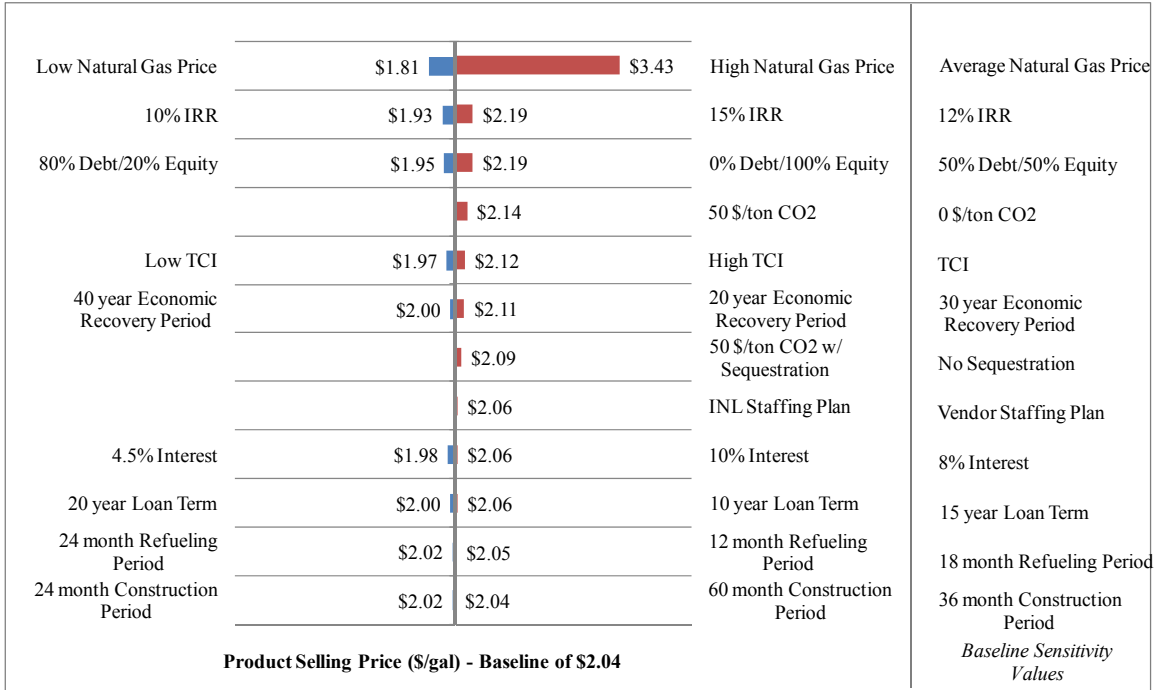 Low Natural Gas Price $1.81 $3.43 High Natural Gas Price Average Natural Gas Price
10% IRR $1.93 $2.19 15% IRR 12% IRR
80% Debt/20% Equity $1.95 $2.19 0% Debt/100% Equity 50% Debt/50% Equity
$2.14 50 $/ton CO2 0 $/ton CO2
Low TCI $1.97 $2.12 High TCI TCI
40 year Economic
Recovery Period
$2.00 $2.11
20 year Economic
Recovery Period
30 year Economic
Recovery Period
$2.09
50 $/ton CO2 w/
Sequestration
No Sequestration
$2.06 INL Staffing Plan Vendor Staffing Plan
4.5% Interest $1.98 $2.06 10% Interest 8% Interest
20 year Loan Term $2.00 $2.06 10 year Loan Term 15 year Loan Term
24 month Refueling
Period
$2.02 $2.05
12 month Refueling
Period
18 month Refueling Period
24 month Construction
Period
$2.02 $2.04
60 month Construction
Period
36 month Construction
Period
Product Selling Price ($/gal) - Baseline of $2.04
Baseline Sensitivity
Values